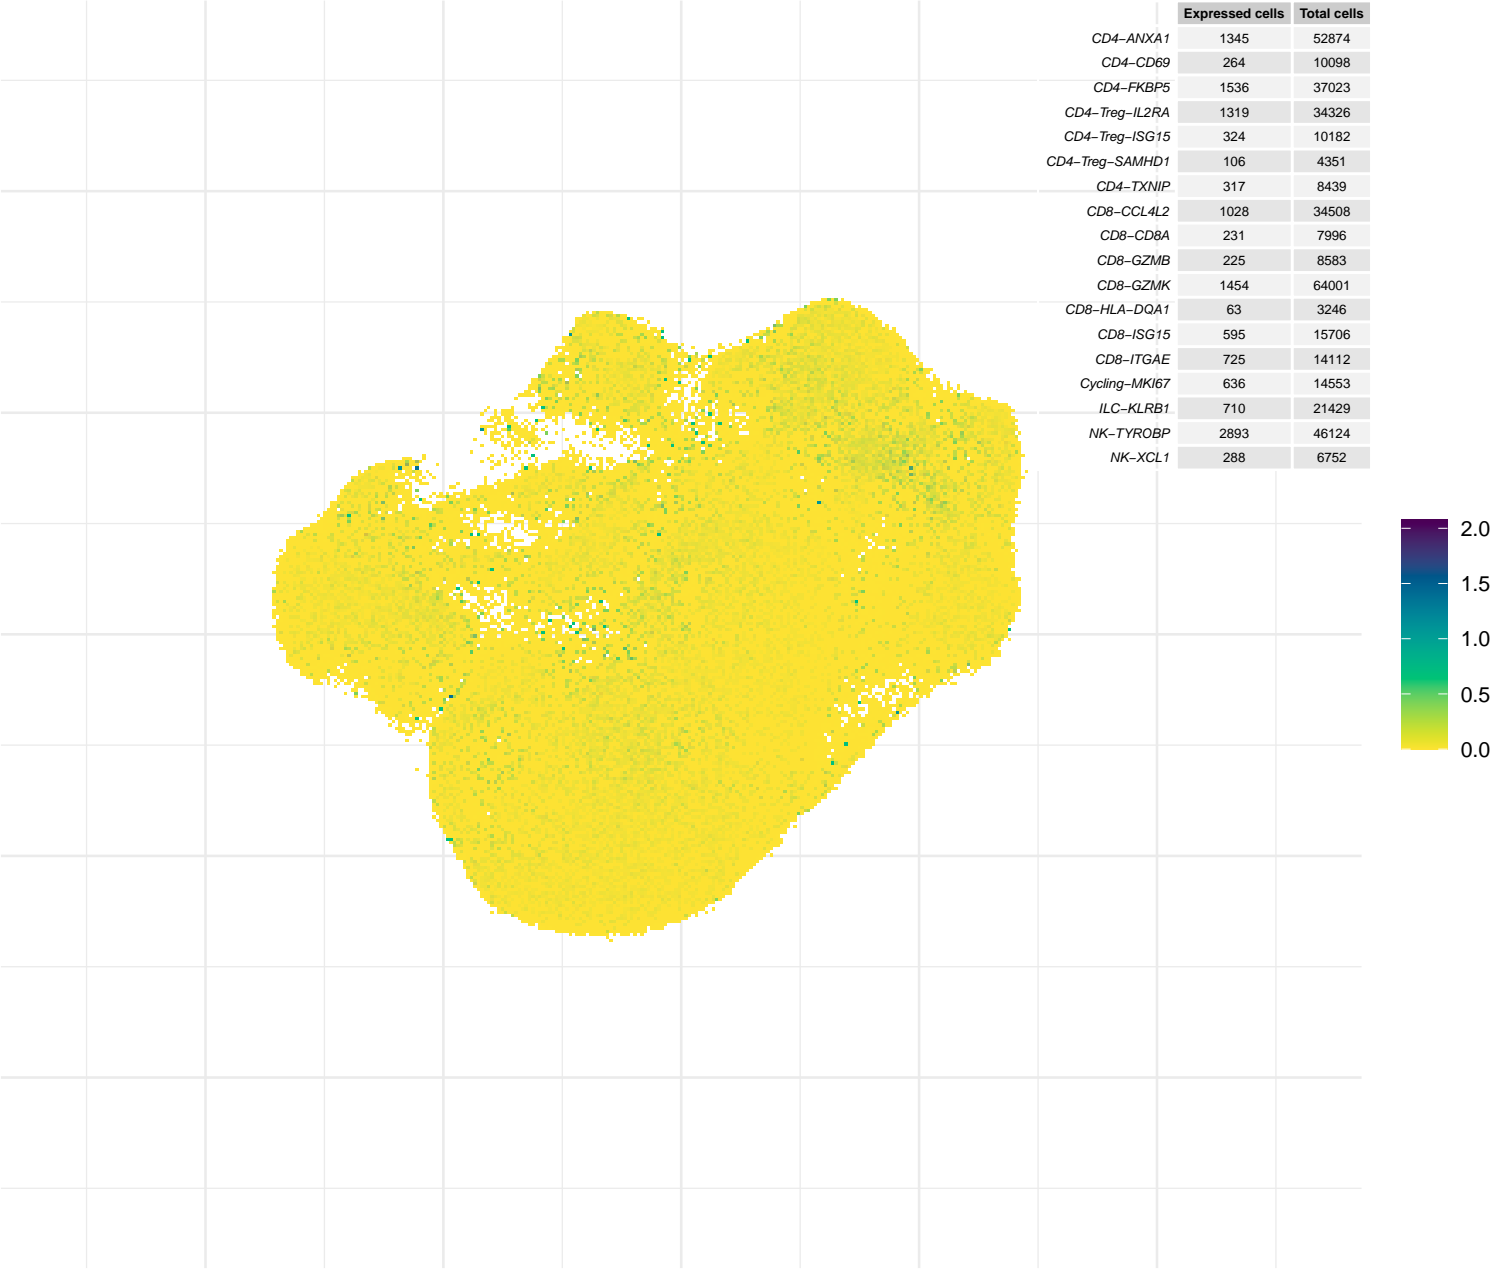 Expressed cells Total cells
CD4−ANXA1 1345 52874
CD4−CD69 264 10098
CD4−FKBP5 1536 37023
CD4−Treg−IL2RA 1319 34326
CD4−Treg−ISG15 324 10182
CD4−Treg−SAMHD1 106 4351
CD4−TXNIP 317 8439
CD8−CCL4L2 1028 34508
CD8−CD8A 231 7996
CD8−GZMB 225 8583
CD8−GZMK 1454 64001
CD8−HLA−DQA1 63 3246
CD8−ISG15 595 15706
CD8−ITGAE 725 14112
Cycling−MKI67 636 14553
ILC−KLRB1 710 21429
NK−TYROBP 2893 46124
NK−XCL1 288 6752
2.0
1.5
1.0
0.5
0.0